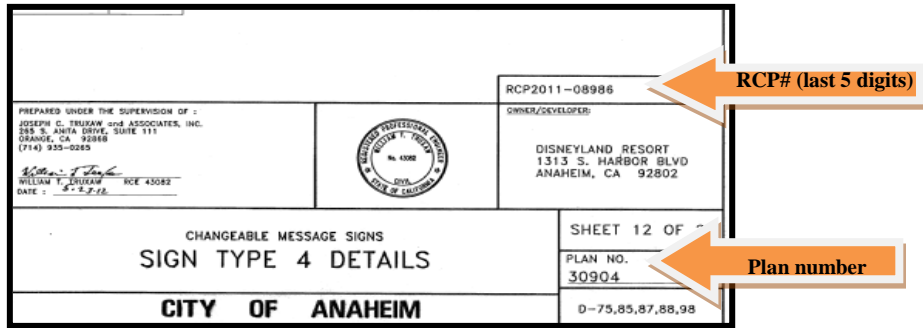 RCP2011-08986
RCP# (last 5 digits)
PREPARED UNDER THE SUPERVISION OF :
JOSEPH C. TRUXAW and ASSOCIATES, INC.
265 S. ANITA DRIVE, SUITE 111
ORANGE, CA 92868
(714) 935-0265
WILLIAM T. TRUXAW RCE 43082
DATE : 5-23-12
REGISTERED PROFESSIONAL ENGINEER
WILLIAM T. TRUXAW
No. 43082
CIVIL
STATE OF CALIFORNIA
OWNER/DEVELOPER:
DISNEYLAND RESORT
1313 S. HARBOR BLVD
ANAHEIM, CA 92802
CHANGEABLE MESSAGE SIGNS
SIGN TYPE 4 DETAILS
SHEET 12 OF
PLAN NO.
30904
Plan number
CITY OF ANAHEIM
D-75,85,87,88,98